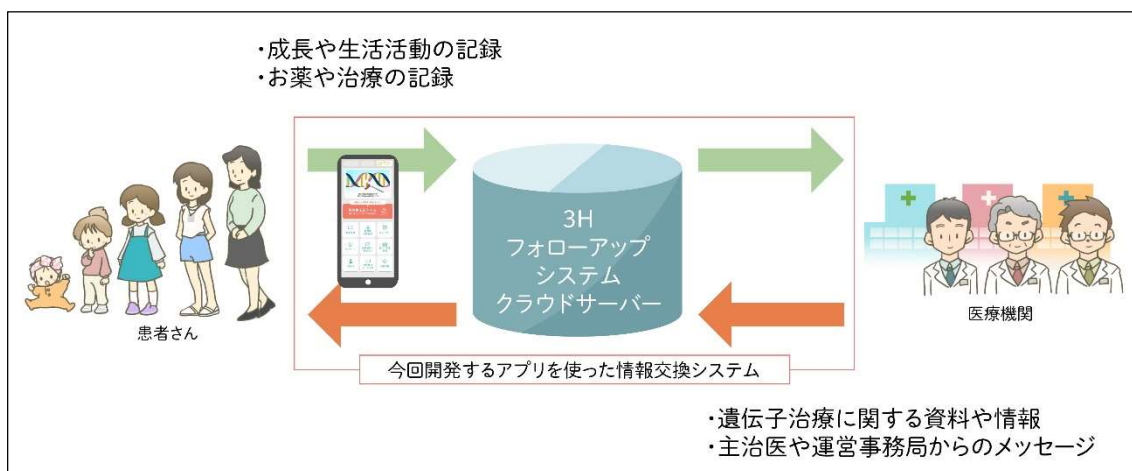 ・成長や生活活動の記録
・お薬や治療の記録
3H
フォローアップ
システム
クラウドサーバー
患者さん
医療機関
今回開発するアプリを使った情報交換システム
・遺伝子治療に関する資料や情報
・主治医や運営事務局からのメッセージ